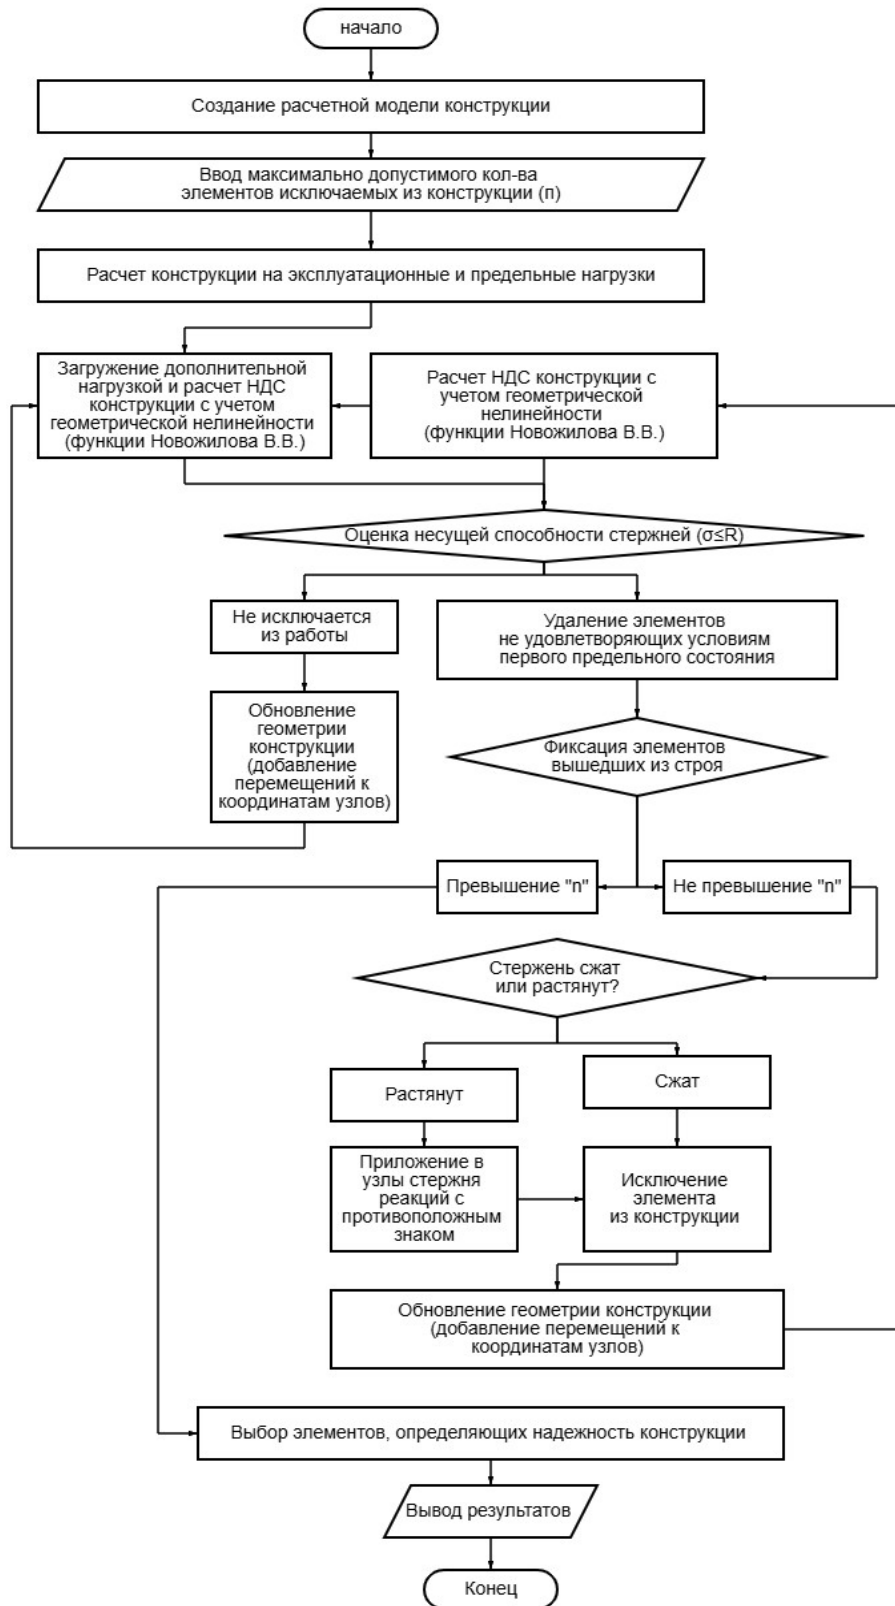 начало
Создание расчетной модели конструкции
Ввод максимально допустимого кол-ва
элементов исключаемых из конструкции (п)
Расчет конструкции на эксплуатационные и предельные нагрузки
Загружение дополнительной
нагрузкой и расчет НДС
конструкции с учетом
геометрической нелинейности
(функции Новожилова В.В.)
Расчет НДС конструкции с
учетом геометрической
нелинейности
(функции Новожилова В.В.)
Оценка несущей способности стержней (σ≤R)
Не исключается
из работы
Удаление элементов
не удовлетворяющих условиям
первого предельного состояния
Обновление
геометрии
конструкции
(добавление
перемещений к
координатам узлов)
Фиксация элементов
вышедших из строя
Превышение "n"
Не превышение "n"
Стержень сжат
или растянут?
Растянут
Сжат
Приложение в
узлы стержня
реакций с
противоположным
знаком
Исключение
элемента
из конструкции
Обновление геометрии конструкции
(добавление перемещений к
координатам узлов)
Выбор элементов, определяющих надежность конструкции
Вывод результатов
Конец